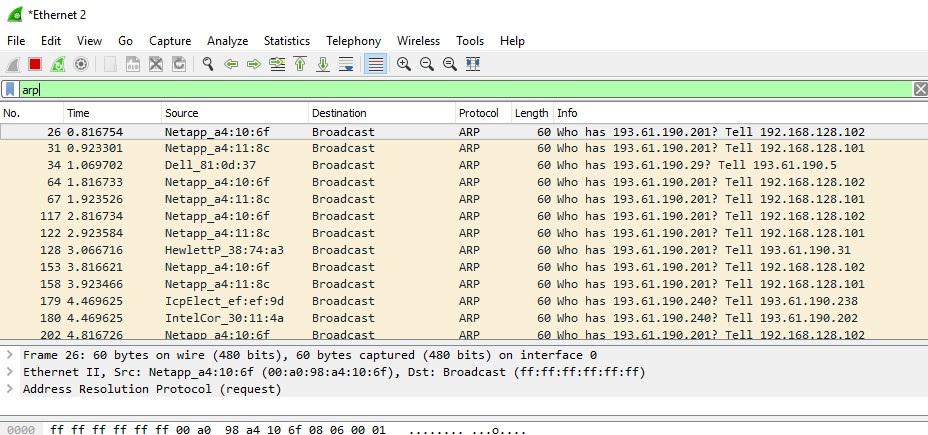 *Ethernet 2
File Edit View Go Capture Analyze Statistics Telephony Wireless Tools Help
arp
No. Time Source Destination Protocol Length Info
26 0.816754 Netapp_a4:10:6f Broadcast ARP 60 Who has 193.61.190.201? Tell 192.168.128.102
31 0.923301 Netapp_a4:11:8c Broadcast ARP 60 Who has 193.61.190.201? Tell 192.168.128.101
34 1.069702 Dell_81:0d:37 Broadcast ARP 60 Who has 193.61.190.29? Tell 193.61.190.5
64 1.816733 Netapp_a4:10:6f Broadcast ARP 60 Who has 193.61.190.201? Tell 192.168.128.102
67 1.923526 Netapp_a4:11:8c Broadcast ARP 60 Who has 193.61.190.201? Tell 192.168.128.101
117 2.816734 Netapp_a4:10:6f Broadcast ARP 60 Who has 193.61.190.201? Tell 192.168.128.102
122 2.923584 Netapp_a4:11:8c Broadcast ARP 60 Who has 193.61.190.201? Tell 192.168.128.101
128 3.066716 HewlettP_38:74:a3 Broadcast ARP 60 Who has 193.61.190.201? Tell 193.61.190.31
153 3.816621 Netapp_a4:10:6f Broadcast ARP 60 Who has 193.61.190.201? Tell 192.168.128.102
158 3.923466 Netapp_a4:11:8c Broadcast ARP 60 Who has 193.61.190.201? Tell 192.168.128.101
179 4.469625 IcpElect_ef:ef:9d Broadcast ARP 60 Who has 193.61.190.240? Tell 193.61.190.238
180 4.469625 IntelCor_30:11:4a Broadcast ARP 60 Who has 193.61.190.240? Tell 193.61.190.202
202 4.816726 Netapp_a4:10:6f Broadcast ARP 60 Who has 193.61.190.201? Tell 192.168.128.102
Frame 26: 60 bytes on wire (480 bits), 60 bytes captured (480 bits) on interface 0
Ethernet II, Src: Netapp_a4:10:6f (00:a0:98:a4:10:6f), Dst: Broadcast (ff:ff:ff:ff:ff:ff)
Address Resolution Protocol (request)
0000 ff ff ff ff ff ff 00 a0 98 a4 10 6f 08 06 00 01 ........ ...o....